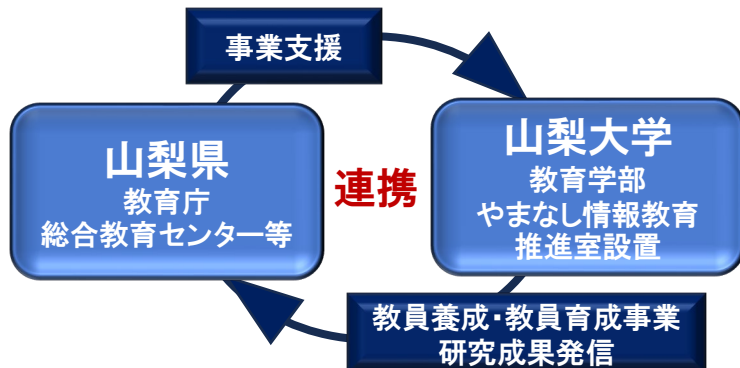 事業支援
山梨県
教育庁
総合教育センター等
連携
山梨大学
教育学部
やまなし情報教育
推進室設置
教員養成・教員育成事業
研究成果発信